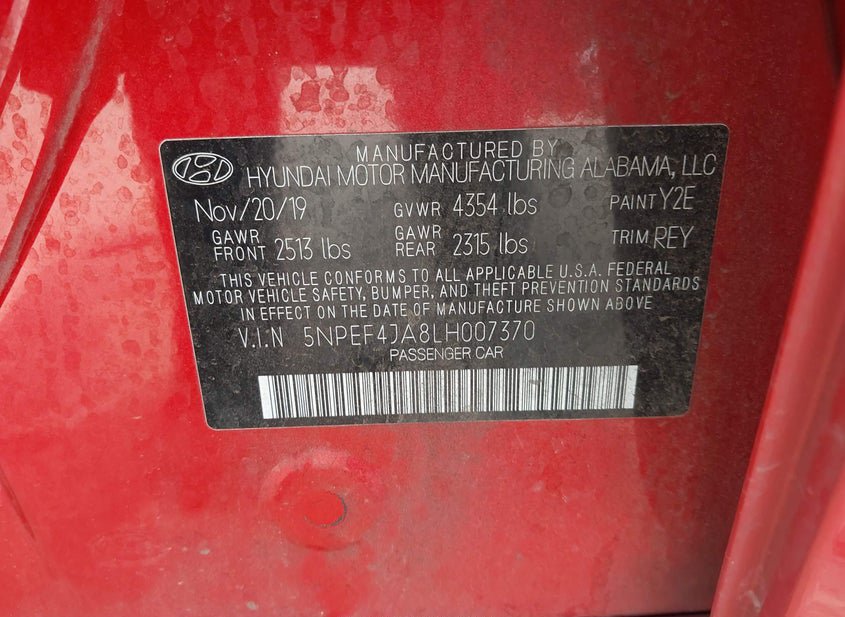 MANUFACTURED BY
HYUNDAI MOTOR MANUFACTURING ALABAMA, LLC
Nov/20/19 GVWR 4354 lbs PAINT Y2E
GAWR FRONT 2513 lbs GAWR REAR 2315 lbs TRIM REY
THIS VEHICLE CONFORMS TO ALL APPLICABLE U.S.A. FEDERAL
MOTOR VEHICLE SAFETY, BUMPER, AND THEFT PREVENTION STANDARDS
IN EFFECT ON THE DATE OF MANUFACTURE SHOWN ABOVE
V.I.N 5NPEF4JA8LH007370
PASSENGER CAR